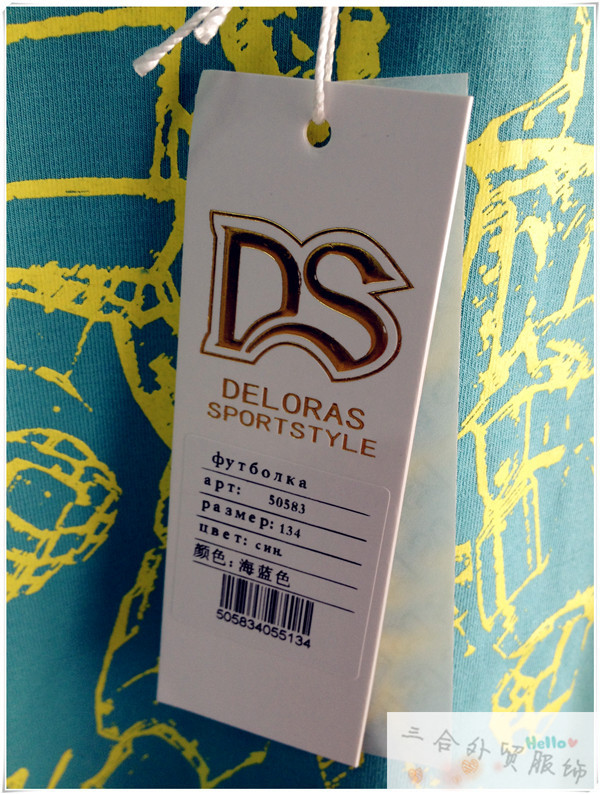 DS
DELORAS
SPORTSTYLE
футболка
арт: 50583
размер: 134
цвет: син.
颜色: 海蓝色
505834055134
三合外贸服饰
Hello